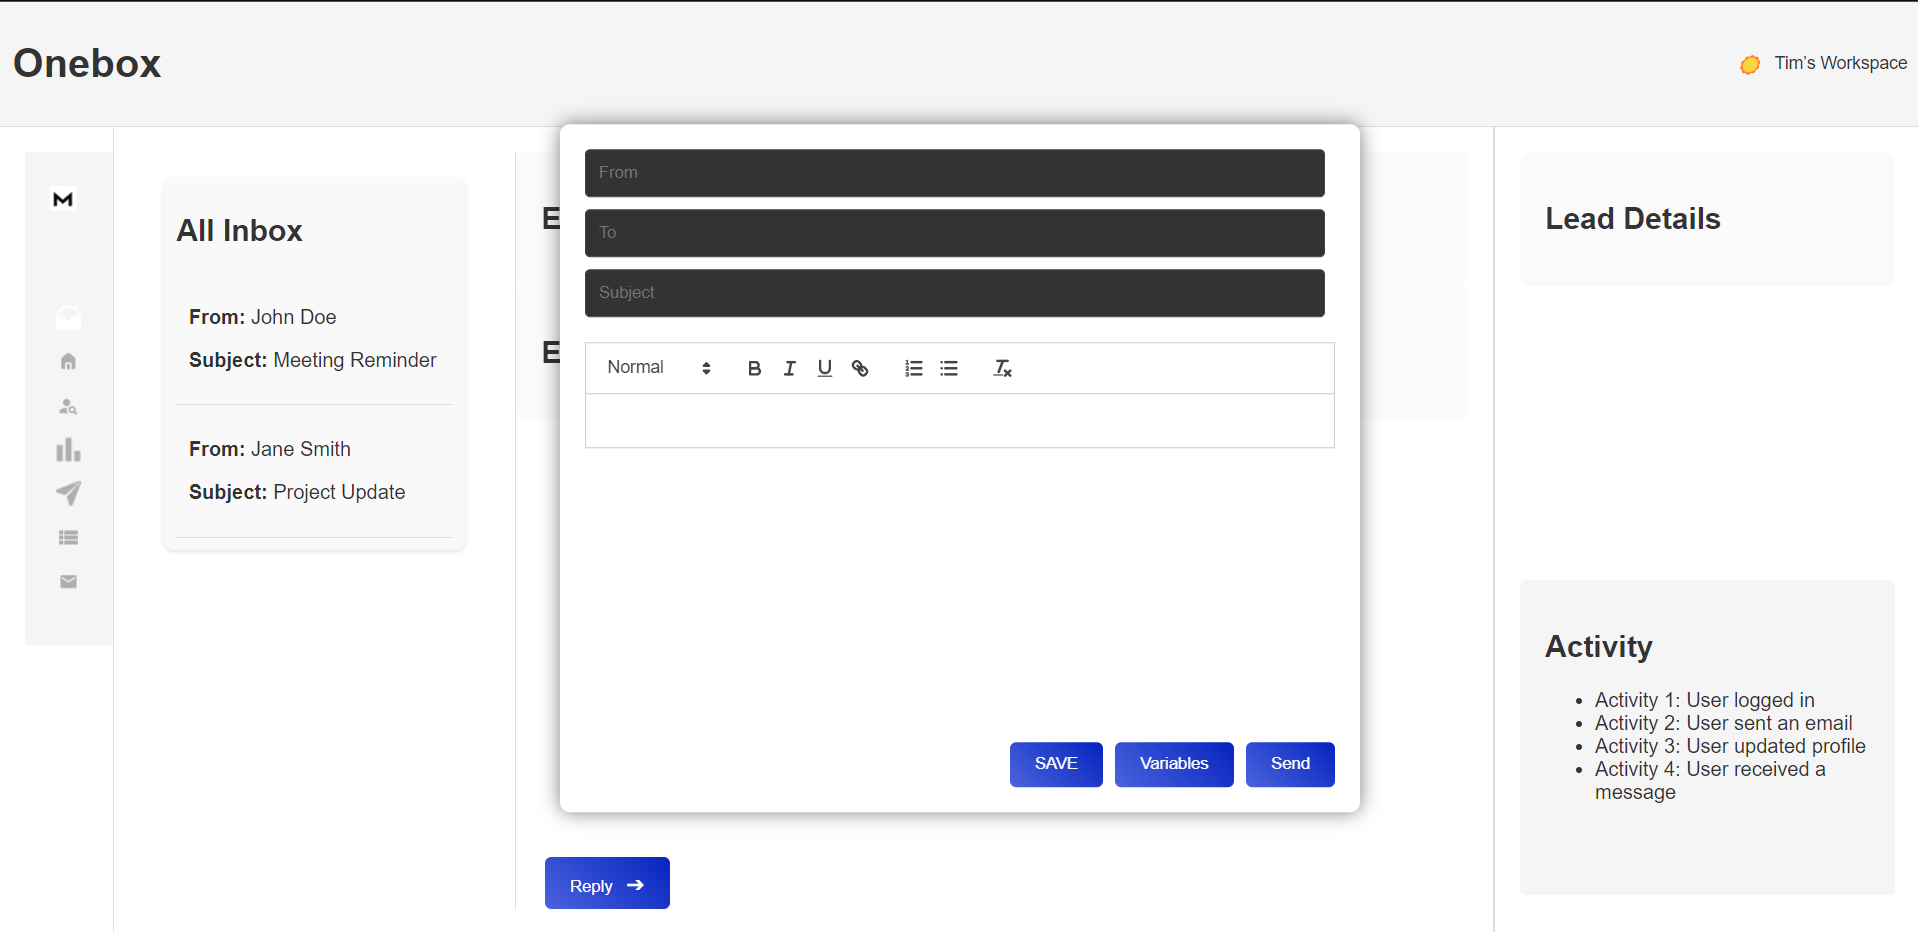 Onebox
Tim's Workspace
M
All Inbox
From: John Doe
Subject: Meeting Reminder
From: Jane Smith
Subject: Project Update
E
E
From
To
Subject
Normal
B I U
SAVE
Variables
Send
Reply ➔
Lead Details
Activity
• Activity 1: User logged in
• Activity 2: User sent an email
• Activity 3: User updated profile
• Activity 4: User received a
message